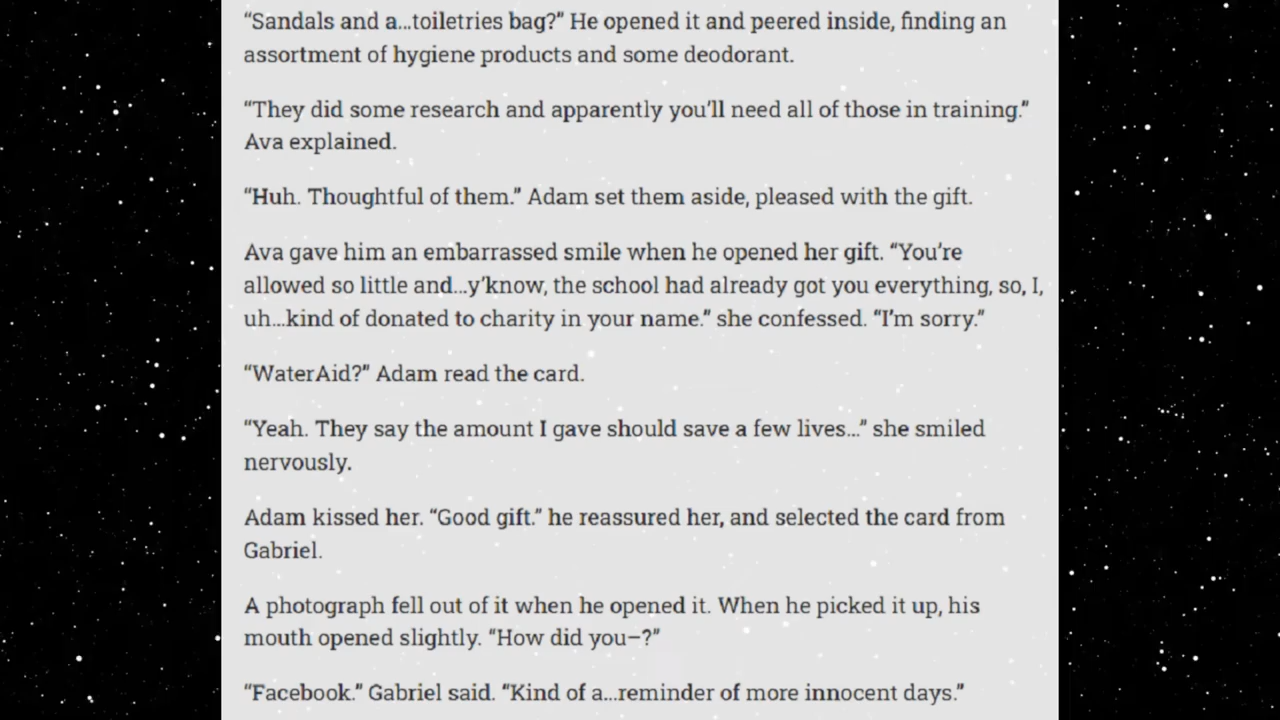 “Sandals and a...toiletries bag?” He opened it and peered inside, finding an
assortment of hygiene products and some deodorant.
“They did some research and apparently you’ll need all of those in training.”
Ava explained.
“Huh. Thoughtful of them.” Adam set them aside, pleased with the gift.
Ava gave him an embarrassed smile when he opened her gift. “You’re
allowed so little and...y’know, the school had already got you everything, so, I,
uh...kind of donated to charity in your name.” she confessed. “I’m sorry.”
“WaterAid?” Adam read the card.
“Yeah. They say the amount I gave should save a few lives...” she smiled
nervously.
Adam kissed her. “Good gift.” he reassured her, and selected the card from
Gabriel.
A photograph fell out of it when he opened it. When he picked it up, his
mouth opened slightly. “How did you–?”
“Facebook.” Gabriel said. “Kind of a...reminder of more innocent days.”